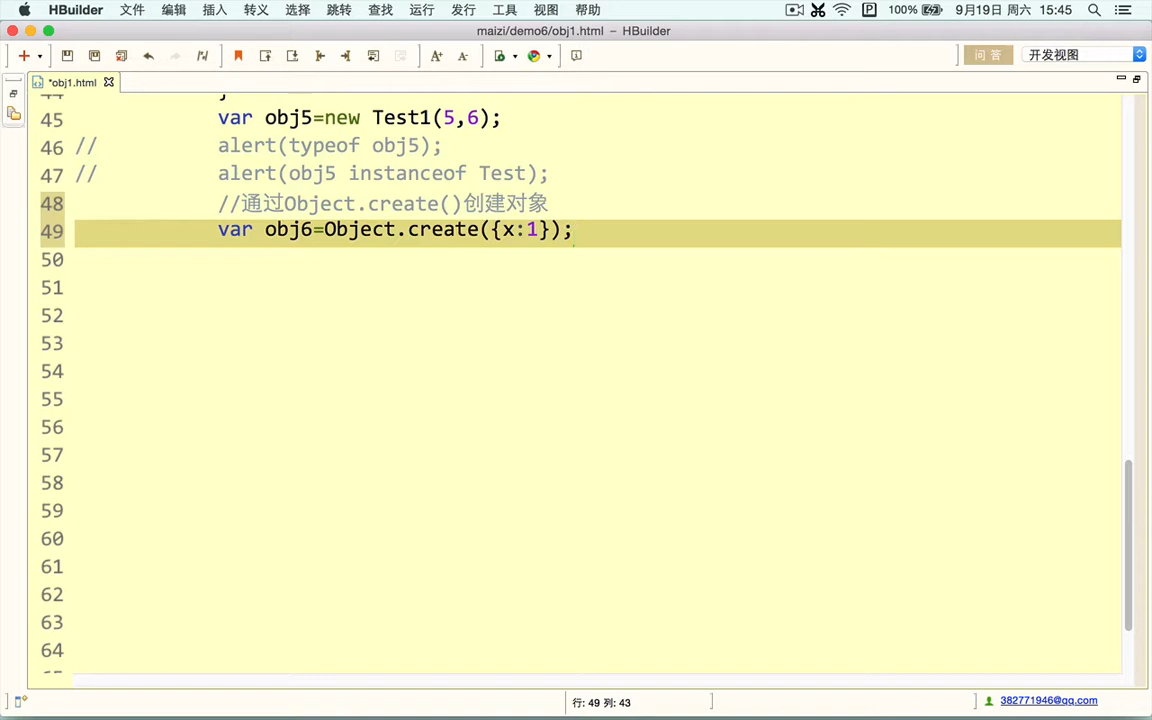 HBuilder 文件 编辑 插入 转义 选择 跳转 查找 运行 发行 工具 视图 帮助 100% 9月19日 周六 15:45
maizi/demo6/obj1.html – HBuilder
问 答 开发视图
*obj1.html
45 var obj5=new Test1(5,6);
46 // alert(typeof obj5);
47 // alert(obj5 instanceof Test);
48 //通过Object.create()创建对象
49 var obj6=Object.create({x:1});
50
51
52
53
54
55
56
57
58
59
60
61
62
63
64
行: 49 列: 43 382771946@qq.com